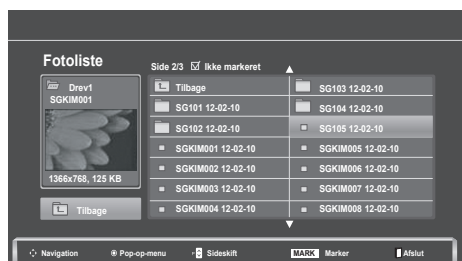 Fotoliste
Side 2/3 Ikke markeret
Drev1
SGKIM001
1366x768, 125 KB
Tilbage
Tilbage
SG101 12-02-10
SG102 12-02-10
SGKIM001 12-02-10
SGKIM002 12-02-10
SGKIM003 12-02-10
SGKIM004 12-02-10
SG103 12-02-10
SG104 12-02-10
SG105 12-02-10
SGKIM005 12-02-10
SGKIM006 12-02-10
SGKIM007 12-02-10
SGKIM008 12-02-10
Navigation Pop-op-menu P Sideskift MARK Marker Afslut